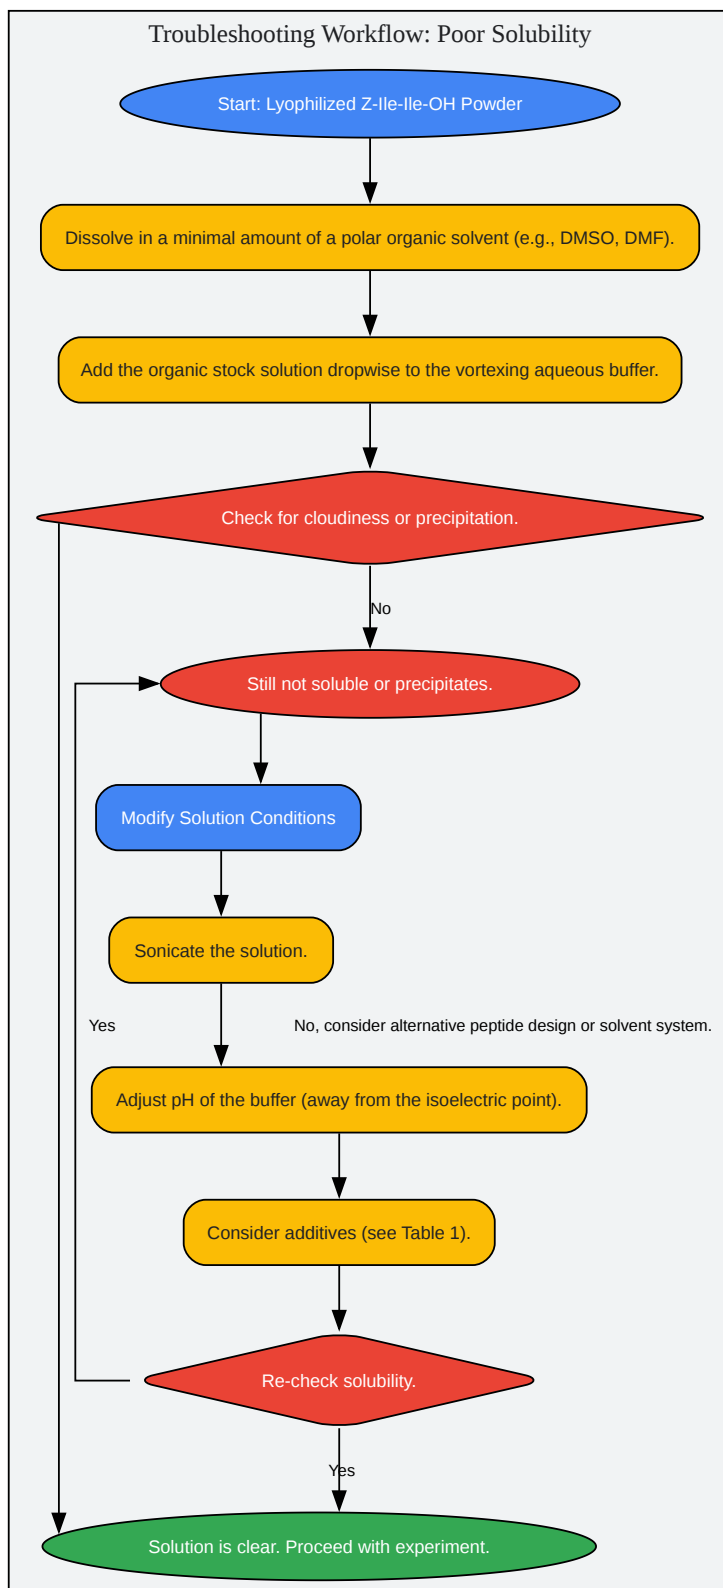 Troubleshooting Workflow: Poor Solubility
Start: Lyophilized Z-Ile-Ile-OH Powder
Dissolve in a minimal amount of a polar organic solvent (e.g., DMSO, DMF).
Add the organic stock solution dropwise to the vortexing aqueous buffer.
Check for cloudiness or precipitation.
No
Still not soluble or precipitates.
Modify Solution Conditions
Sonicate the solution.
Yes
No, consider alternative peptide design or solvent system.
Adjust pH of the buffer (away from the isoelectric point).
Consider additives (see Table 1).
Re-check solubility.
Yes
Solution is clear. Proceed with experiment.